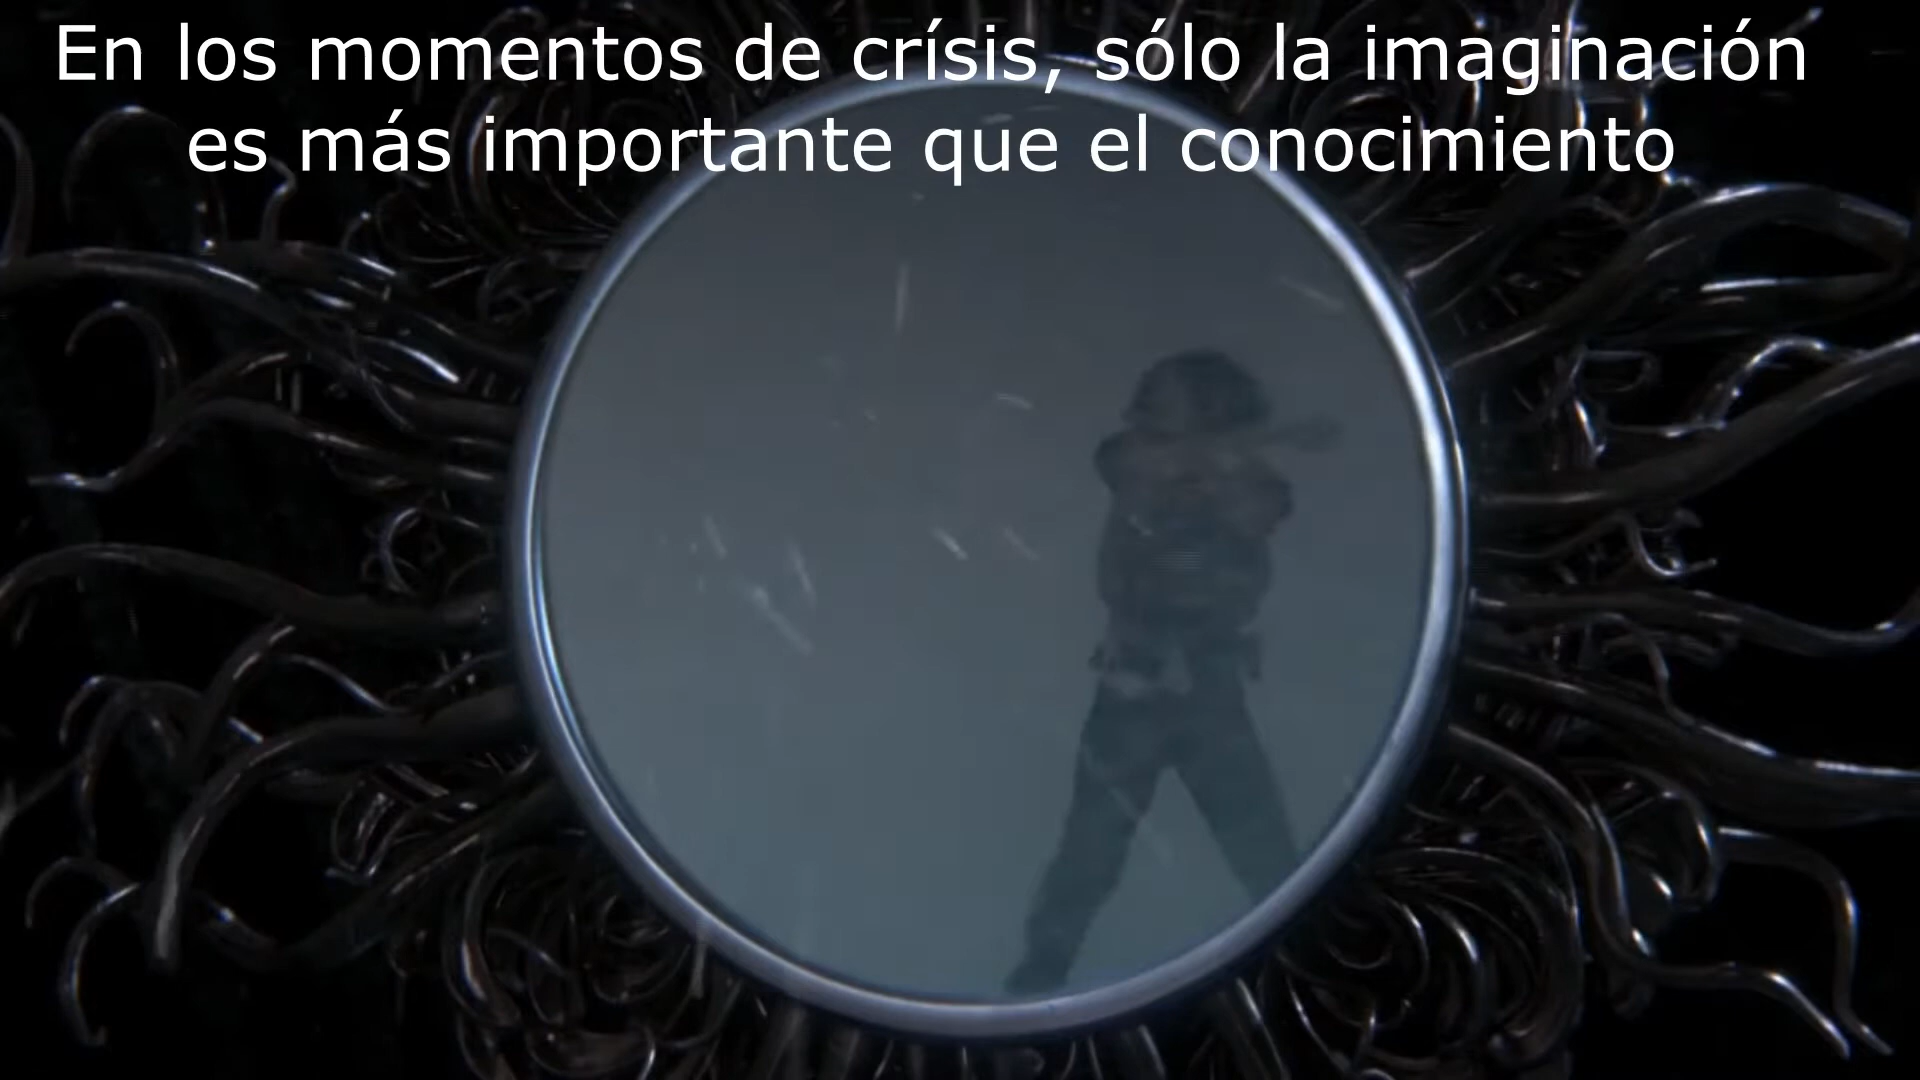 En los momentos de crísis, sólo la imaginación
es más importante que el conocimiento